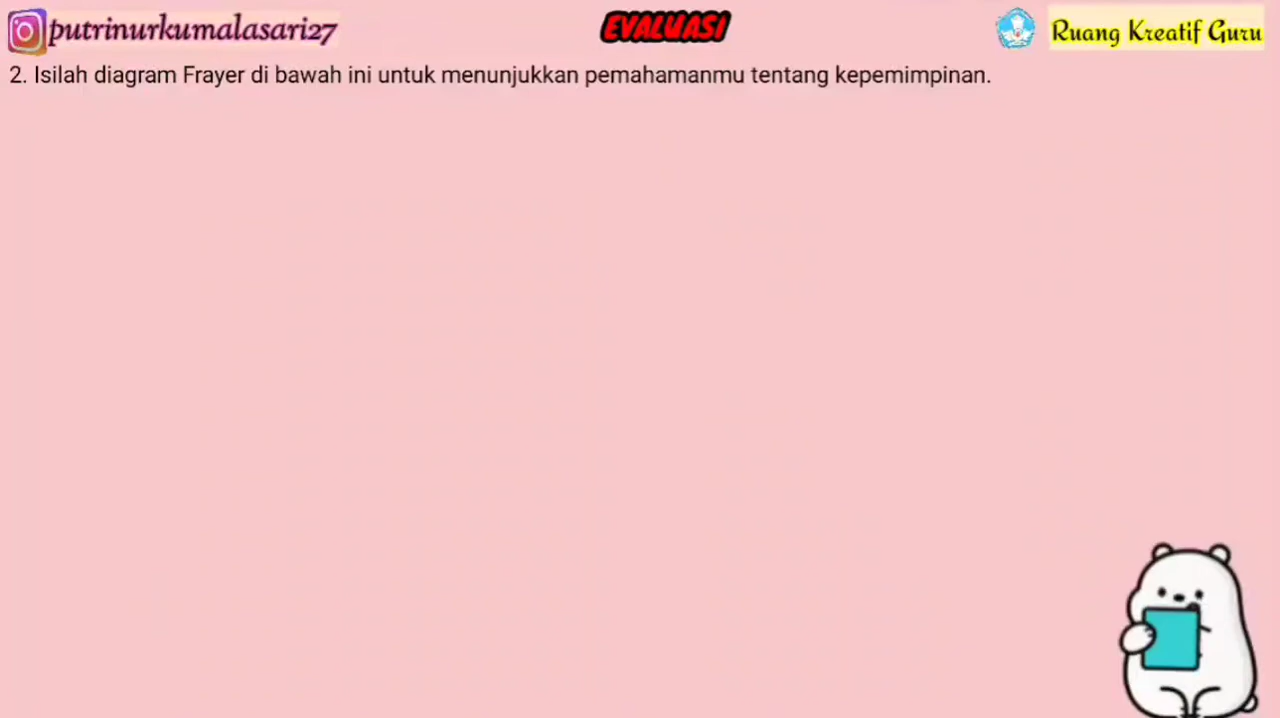 putrinurkumalasari27
EVALUASI
Ruang Kreatif Guru
2. Isilah diagram Frayer di bawah ini untuk menunjukkan pemahamanmu tentang kepemimpinan.